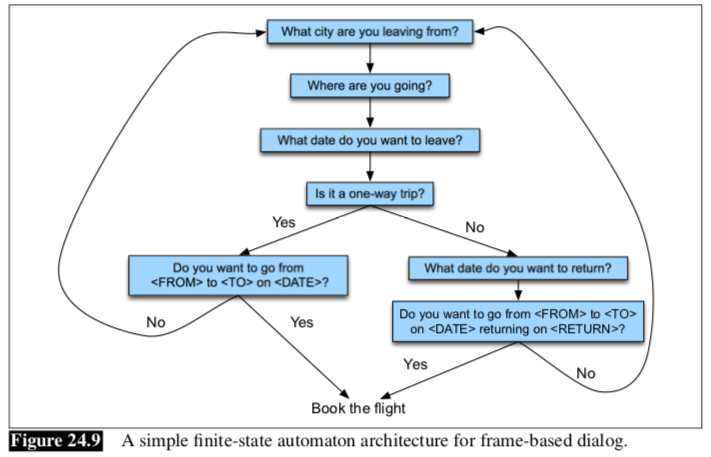 What city are you leaving from?
Where are you going?
What date do you want to leave?
Is it a one-way trip?
Yes
No
Do you want to go from
<FROM> to <TO> on <DATE>?
What date do you want to return?
Do you want to go from <FROM> to <TO>
on <DATE> returning on <RETURN>?
No
Yes
Yes
No
Book the flight
Figure 24.9 A simple finite-state automaton architecture for frame-based dialog.